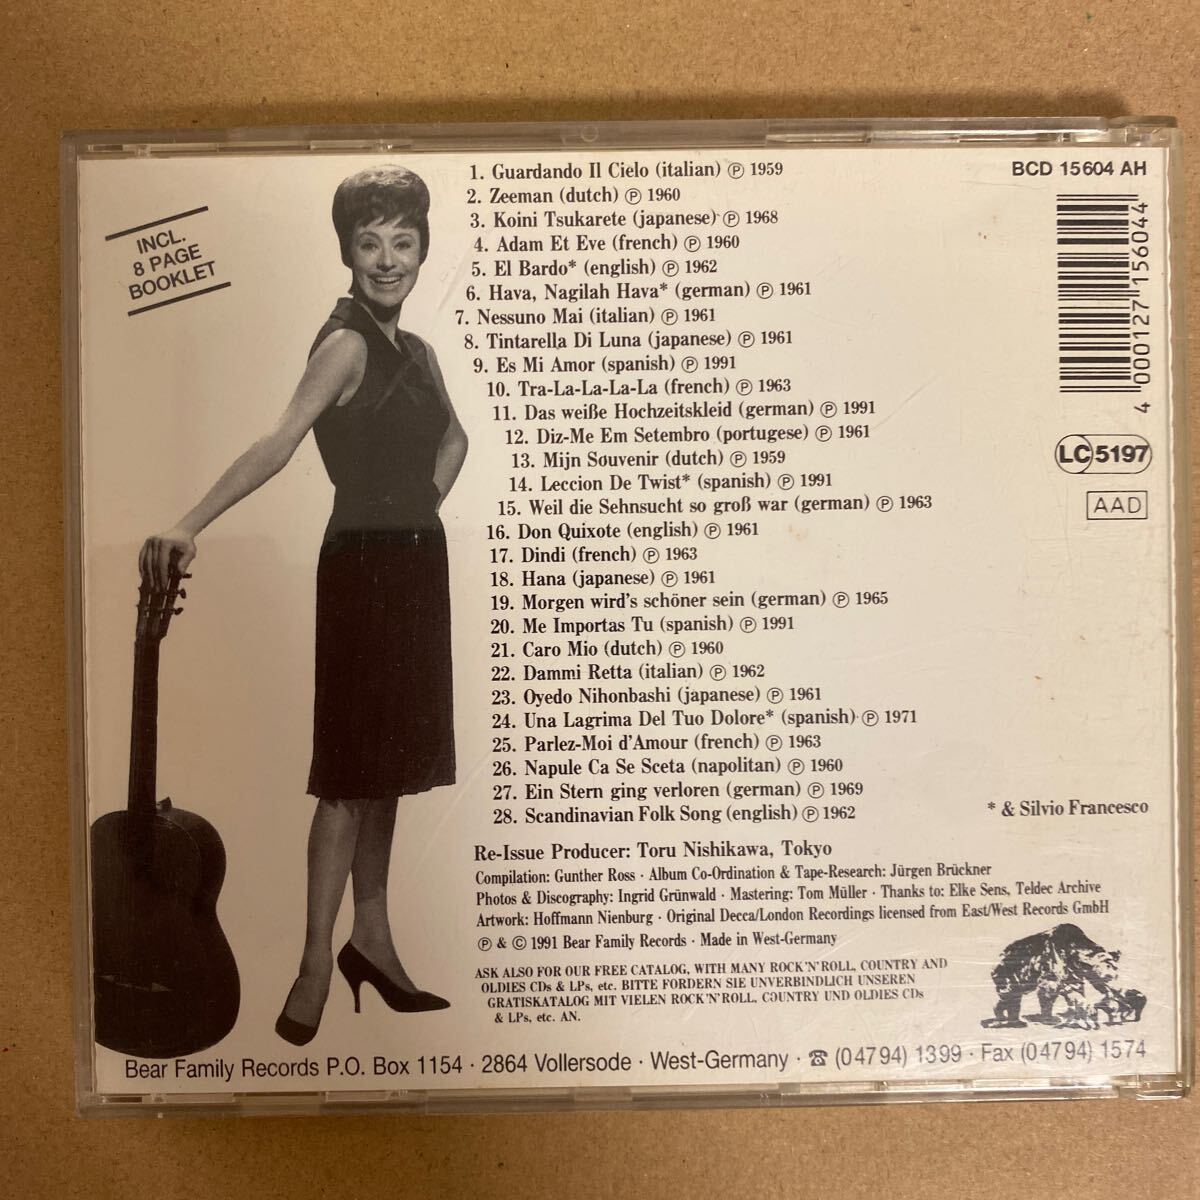 INCL.
8 PAGE
BOOKLET
1. Guardando Il Cielo (italian) ℗ 1959
2. Zeeman (dutch) ℗ 1960
3. Koini Tsukarete (japanese) ℗ 1968
4. Adam Et Eve (french) ℗ 1960
5. El Bardo* (english) ℗ 1962
6. Hava, Nagilah Hava* (german) ℗ 1961
7. Nessuno Mai (italian) ℗ 1961
8. Tintarella Di Luna (japanese) ℗ 1961
9. Es Mi Amor (spanish) ℗ 1991
10. Tra-La-La-La-La (french) ℗ 1963
11. Das weiße Hochzeitskleid (german) ℗ 1991
12. Diz-Me Em Setembro (portugese) ℗ 1961
13. Mijn Souvenir (dutch) ℗ 1959
14. Leccion De Twist* (spanish) ℗ 1991
15. Weil die Sehnsucht so groß war (german) ℗ 1963
16. Don Quixote (english) ℗ 1961
17. Dindi (french) ℗ 1963
18. Hana (japanese) ℗ 1961
19. Morgen wird's schöner sein (german) ℗ 1965
20. Me Importas Tu (spanish) ℗ 1991
21. Caro Mio (dutch) ℗ 1960
22. Dammi Retta (italian) ℗ 1962
23. Oyedo Nihonbashi (japanese) ℗ 1961
24. Una Lagrima Del Tuo Dolore* (spanish) ℗ 1971
25. Parlez-Moi d'Amour (french) ℗ 1963
26. Napule Ca Se Sceta (napolitan) ℗ 1960
27. Ein Stern ging verloren (german) ℗ 1969
28. Scandinavian Folk Song (english) ℗ 1962
* & Silvio Francesco
BCD 15604 AH
4 000127 156044
LC 5197
AAD
Re-Issue Producer: Toru Nishikawa, Tokyo
Compilation: Gunther Ross · Album Co-Ordination & Tape-Research: Jürgen Brückner
Photos & Discography: Ingrid Grünwald · Mastering: Tom Müller · Thanks to: Elke Sens, Teldec Archive
Artwork: Hoffmann Nienburg · Original Decca/London Recordings licensed from East/West Records GmbH
℗ & © 1991 Bear Family Records · Made in West-Germany
ASK ALSO FOR OUR FREE CATALOG, WITH MANY ROCK'N'ROLL, COUNTRY AND
OLDIES CDs & LPs, etc. BITTE FORDERN SIE UNVERBINDLICH UNSEREN
GRATISKATALOG MIT VIELEN ROCK'N'ROLL, COUNTRY UND OLDIES CDs
& LPs, etc. AN.
Bear Family Records P.O. Box 1154 · 2864 Vollersode · West-Germany · ☎ (04794) 1399 · Fax (04794) 1574